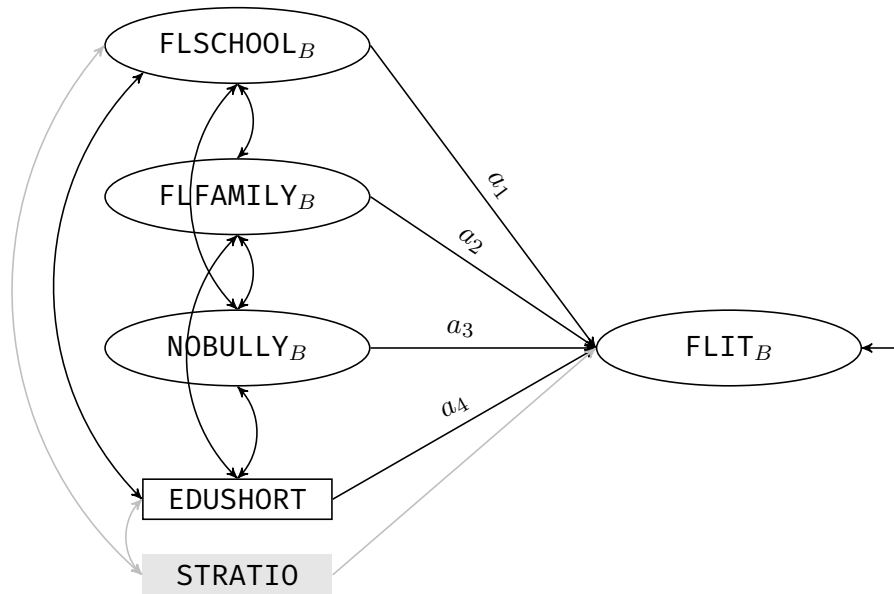 FLSCHOOL_B
a_1
FLFAMILY_B
a_2
NOBULLY_B
a_3
FLIT_B
a_4
EDUSHORT
STRATIO